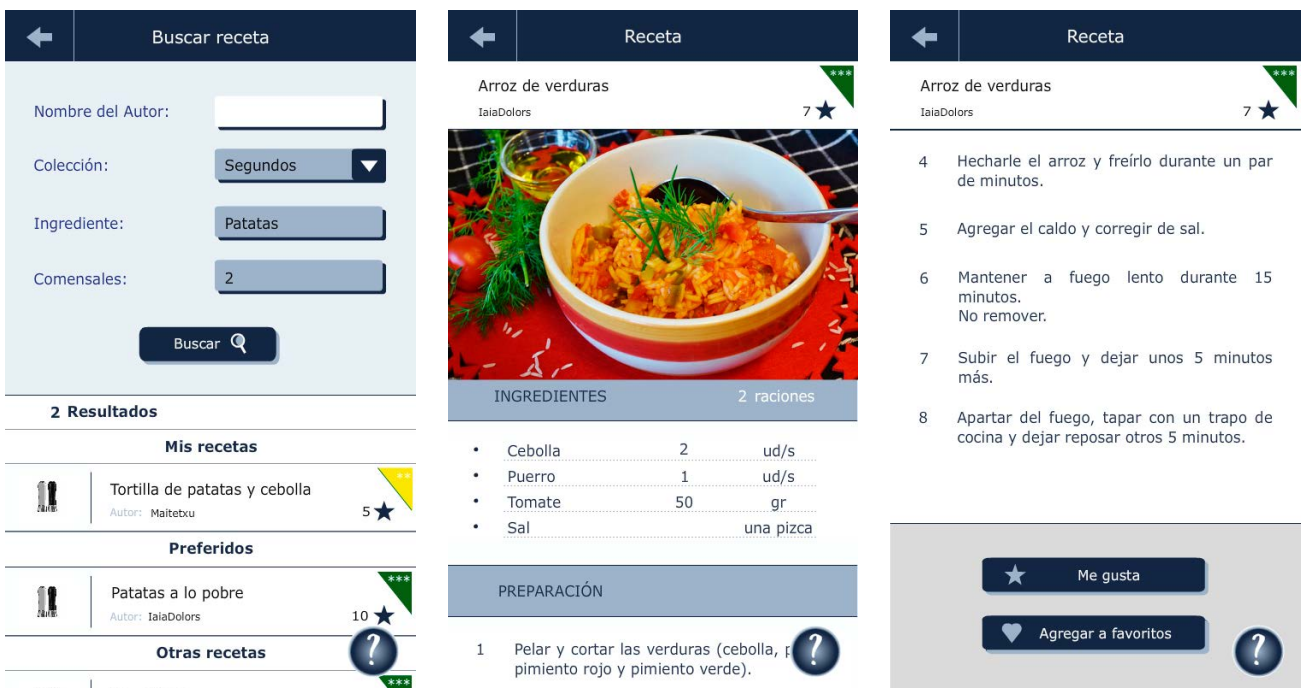 Buscar receta
Nombre del Autor:
Colección:
Segundos
Ingrediente:
Patatas
Comensales:
2
Buscar
2 Resultados
Mis recetas
**
Tortilla de patatas y cebolla
Autor: Maitetxu
5
Preferidos
***
Patatas a lo pobre
Autor: IaiaDolors
10
Otras recetas
?
***
Receta
***
Arroz de verduras
IaiaDolors
7
INGREDIENTES 2 raciones
• Cebolla 2 ud/s
• Puerro 1 ud/s
• Tomate 50 gr
• Sal una pizca
PREPARACIÓN
1 Pelar y cortar las verduras (cebolla,
pimiento rojo y pimiento verde).
?
Receta
***
Arroz de verduras
IaiaDolors
7
4 Hecharle el arroz y freírlo durante un par
de minutos.
5 Agregar el caldo y corregir de sal.
6 Mantener a fuego lento durante 15
minutos.
No remover.
7 Subir el fuego y dejar unos 5 minutos
más.
8 Apartar del fuego, tapar con un trapo de
cocina y dejar reposar otros 5 minutos.
Me gusta
Agregar a favoritos
?